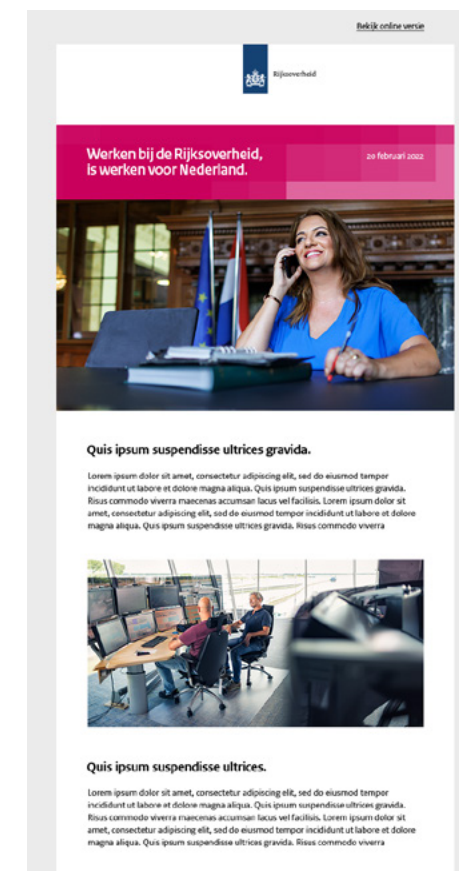 Bekijk online versie
Rijksoverheid
Werken bij de Rijksoverheid,
is werken voor Nederland.
20 februari 2022
Quis ipsum suspendisse ultrices gravida.
Lorem ipsum dolor sit amet, consectetur adipiscing elit, sed do eiusmod tempor
incididunt ut labore et dolore magna aliqua. Quis ipsum suspendisse ultrices gravida.
Risus commodo viverra maecenas accumsan lacus vel facilisis. Lorem ipsum dolor sit
amet, consectetur adipiscing elit, sed do eiusmod tempor incididunt ut labore et dolore
magna aliqua. Quis ipsum suspendisse ultrices gravida. Risus commodo viverra
Quis ipsum suspendisse ultrices.
Lorem ipsum dolor sit amet, consectetur adipiscing elit, sed do eiusmod tempor
incididunt ut labore et dolore magna aliqua. Quis ipsum suspendisse ultrices gravida.
Risus commodo viverra maecenas accumsan lacus vel facilisis. Lorem ipsum dolor sit
amet, consectetur adipiscing elit, sed do eiusmod tempor incididunt ut labore et dolore
magna aliqua. Quis ipsum suspendisse ultrices gravida. Risus commodo viverra